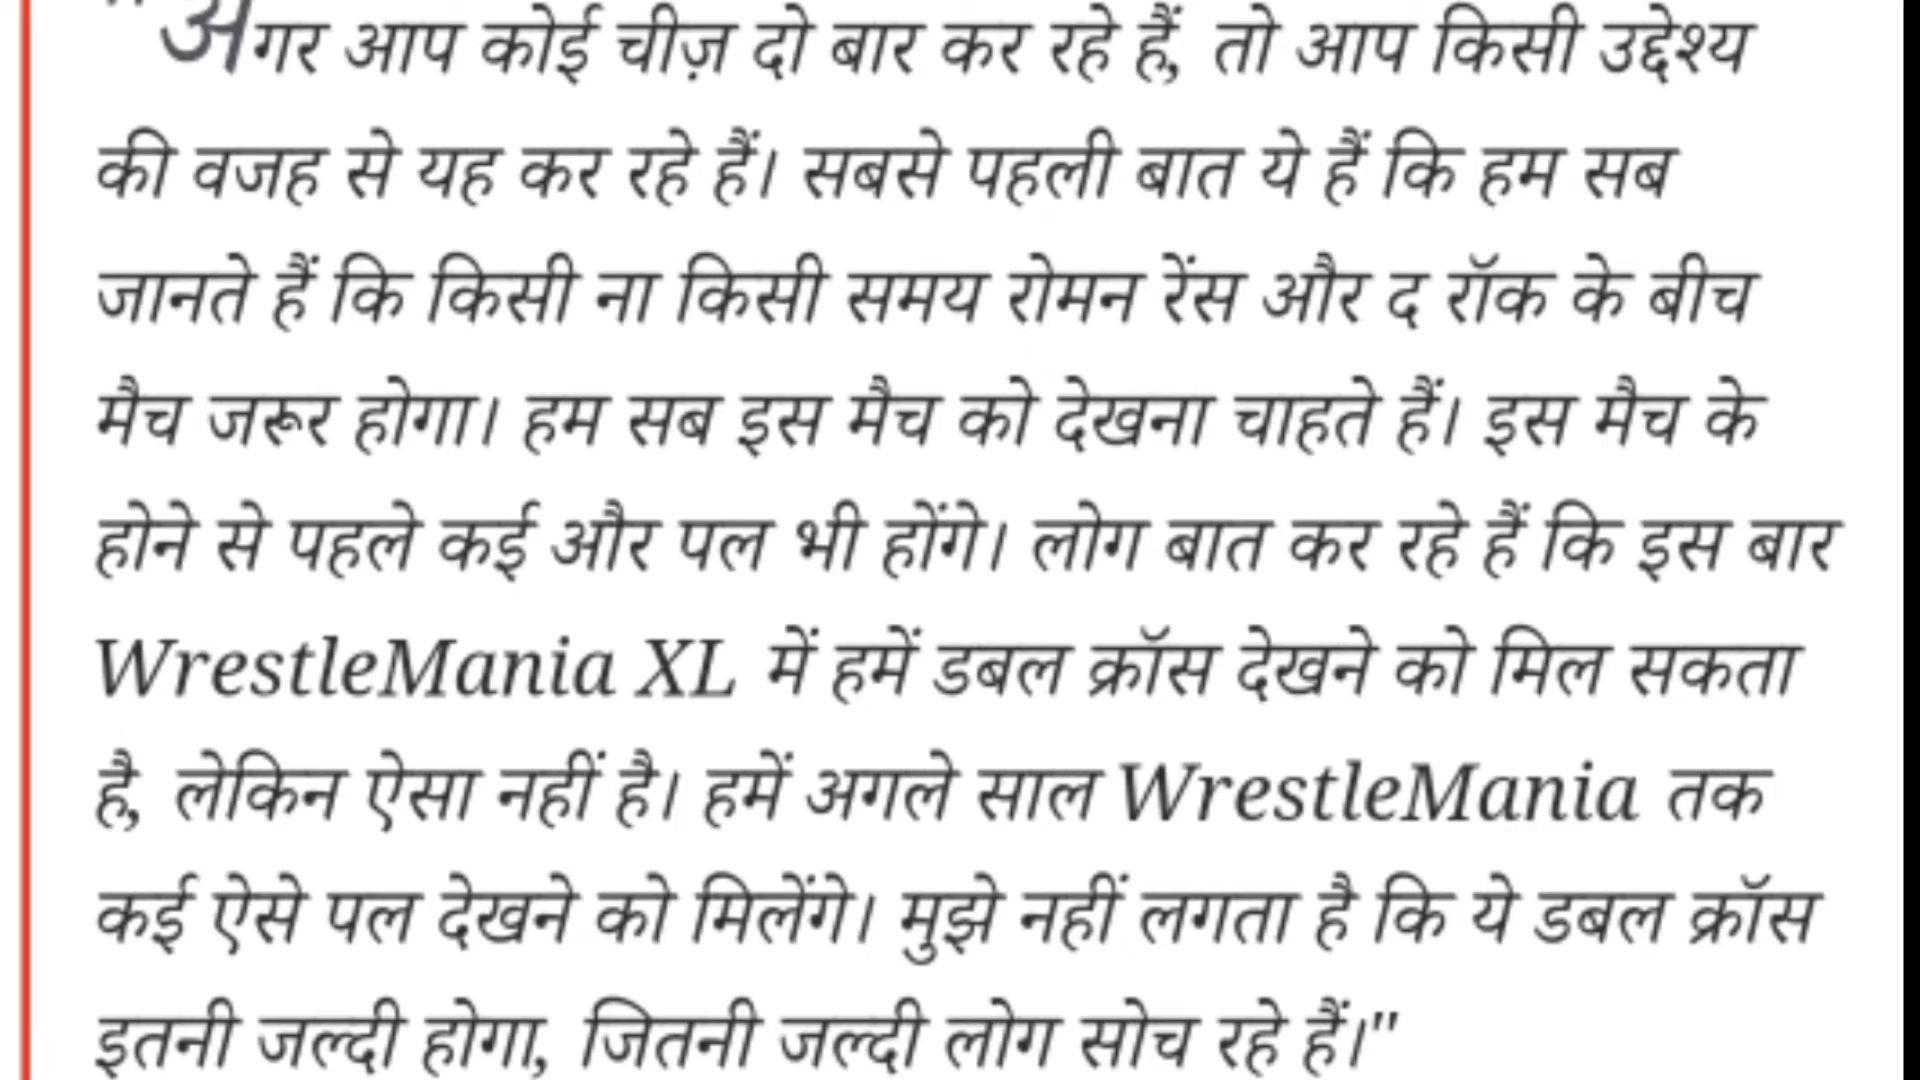 "अगर आप कोई चीज़ दो बार कर रहे हैं, तो आप किसी उद्देश्य
की वजह से यह कर रहे हैं। सबसे पहली बात ये हैं कि हम सब
जानते हैं कि किसी ना किसी समय रोमन रेंस और द रॉक के बीच
मैच जरूर होगा। हम सब इस मैच को देखना चाहते हैं। इस मैच के
होने से पहले कई और पल भी होंगे। लोग बात कर रहे हैं कि इस बार
WrestleMania XL में हमें डबल क्रॉस देखने को मिल सकता
है, लेकिन ऐसा नहीं है। हमें अगले साल WrestleMania तक
कई ऐसे पल देखने को मिलेंगे। मुझे नहीं लगता है कि ये डबल क्रॉस
इतनी जल्दी होगा, जितनी जल्दी लोग सोच रहे हैं।"